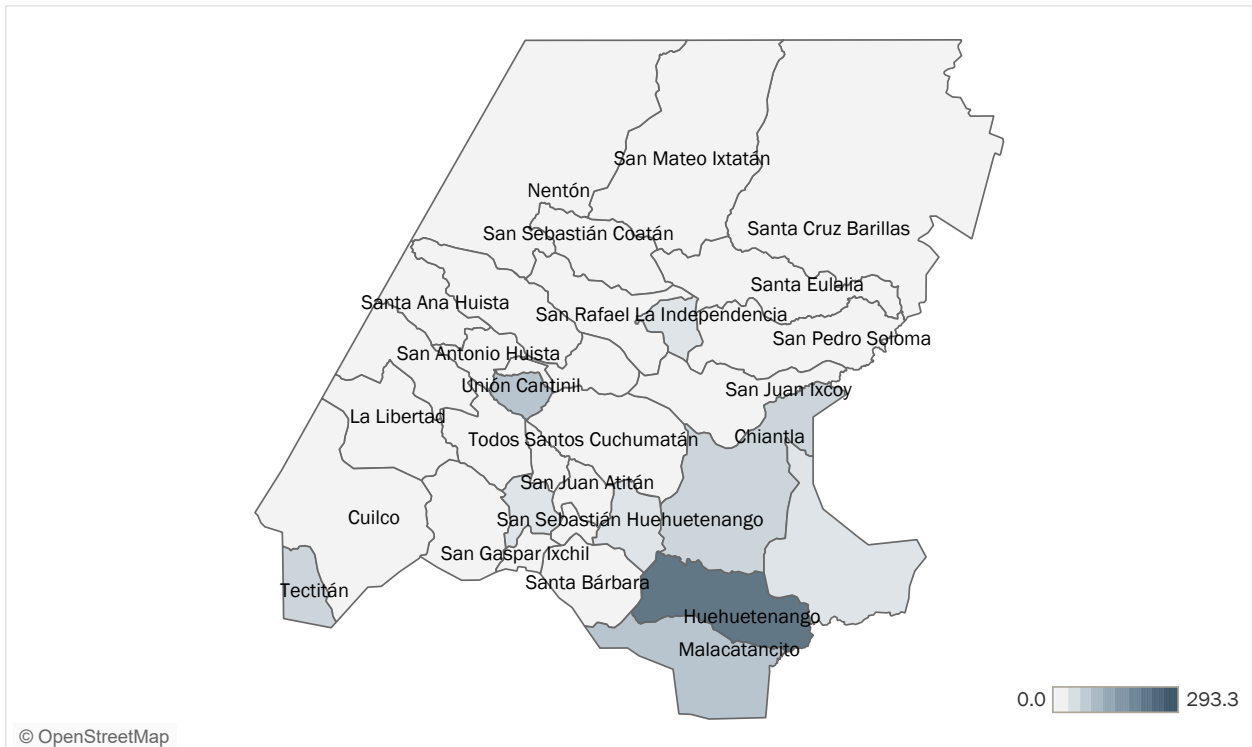 San Mateo Ixtatán
Nentón
Santa Cruz Barillas
San Sebastián Coatán
Santa Eulalia
Santa Ana Huista
San Rafael La Independencia
San Pedro Soloma
San Antonio Huista
Unión Cantinil
San Juan Ixcoy
La Libertad
Todos Santos Cuchumatán
Chiantla
San Juan Atitán
Cuilco
San Sebastián Huehuetenango
San Gaspar Ixchil
Santa Bárbara
Tectitán
Huehuetenango
Malacatancito
0.0 293.3
© OpenStreetMap